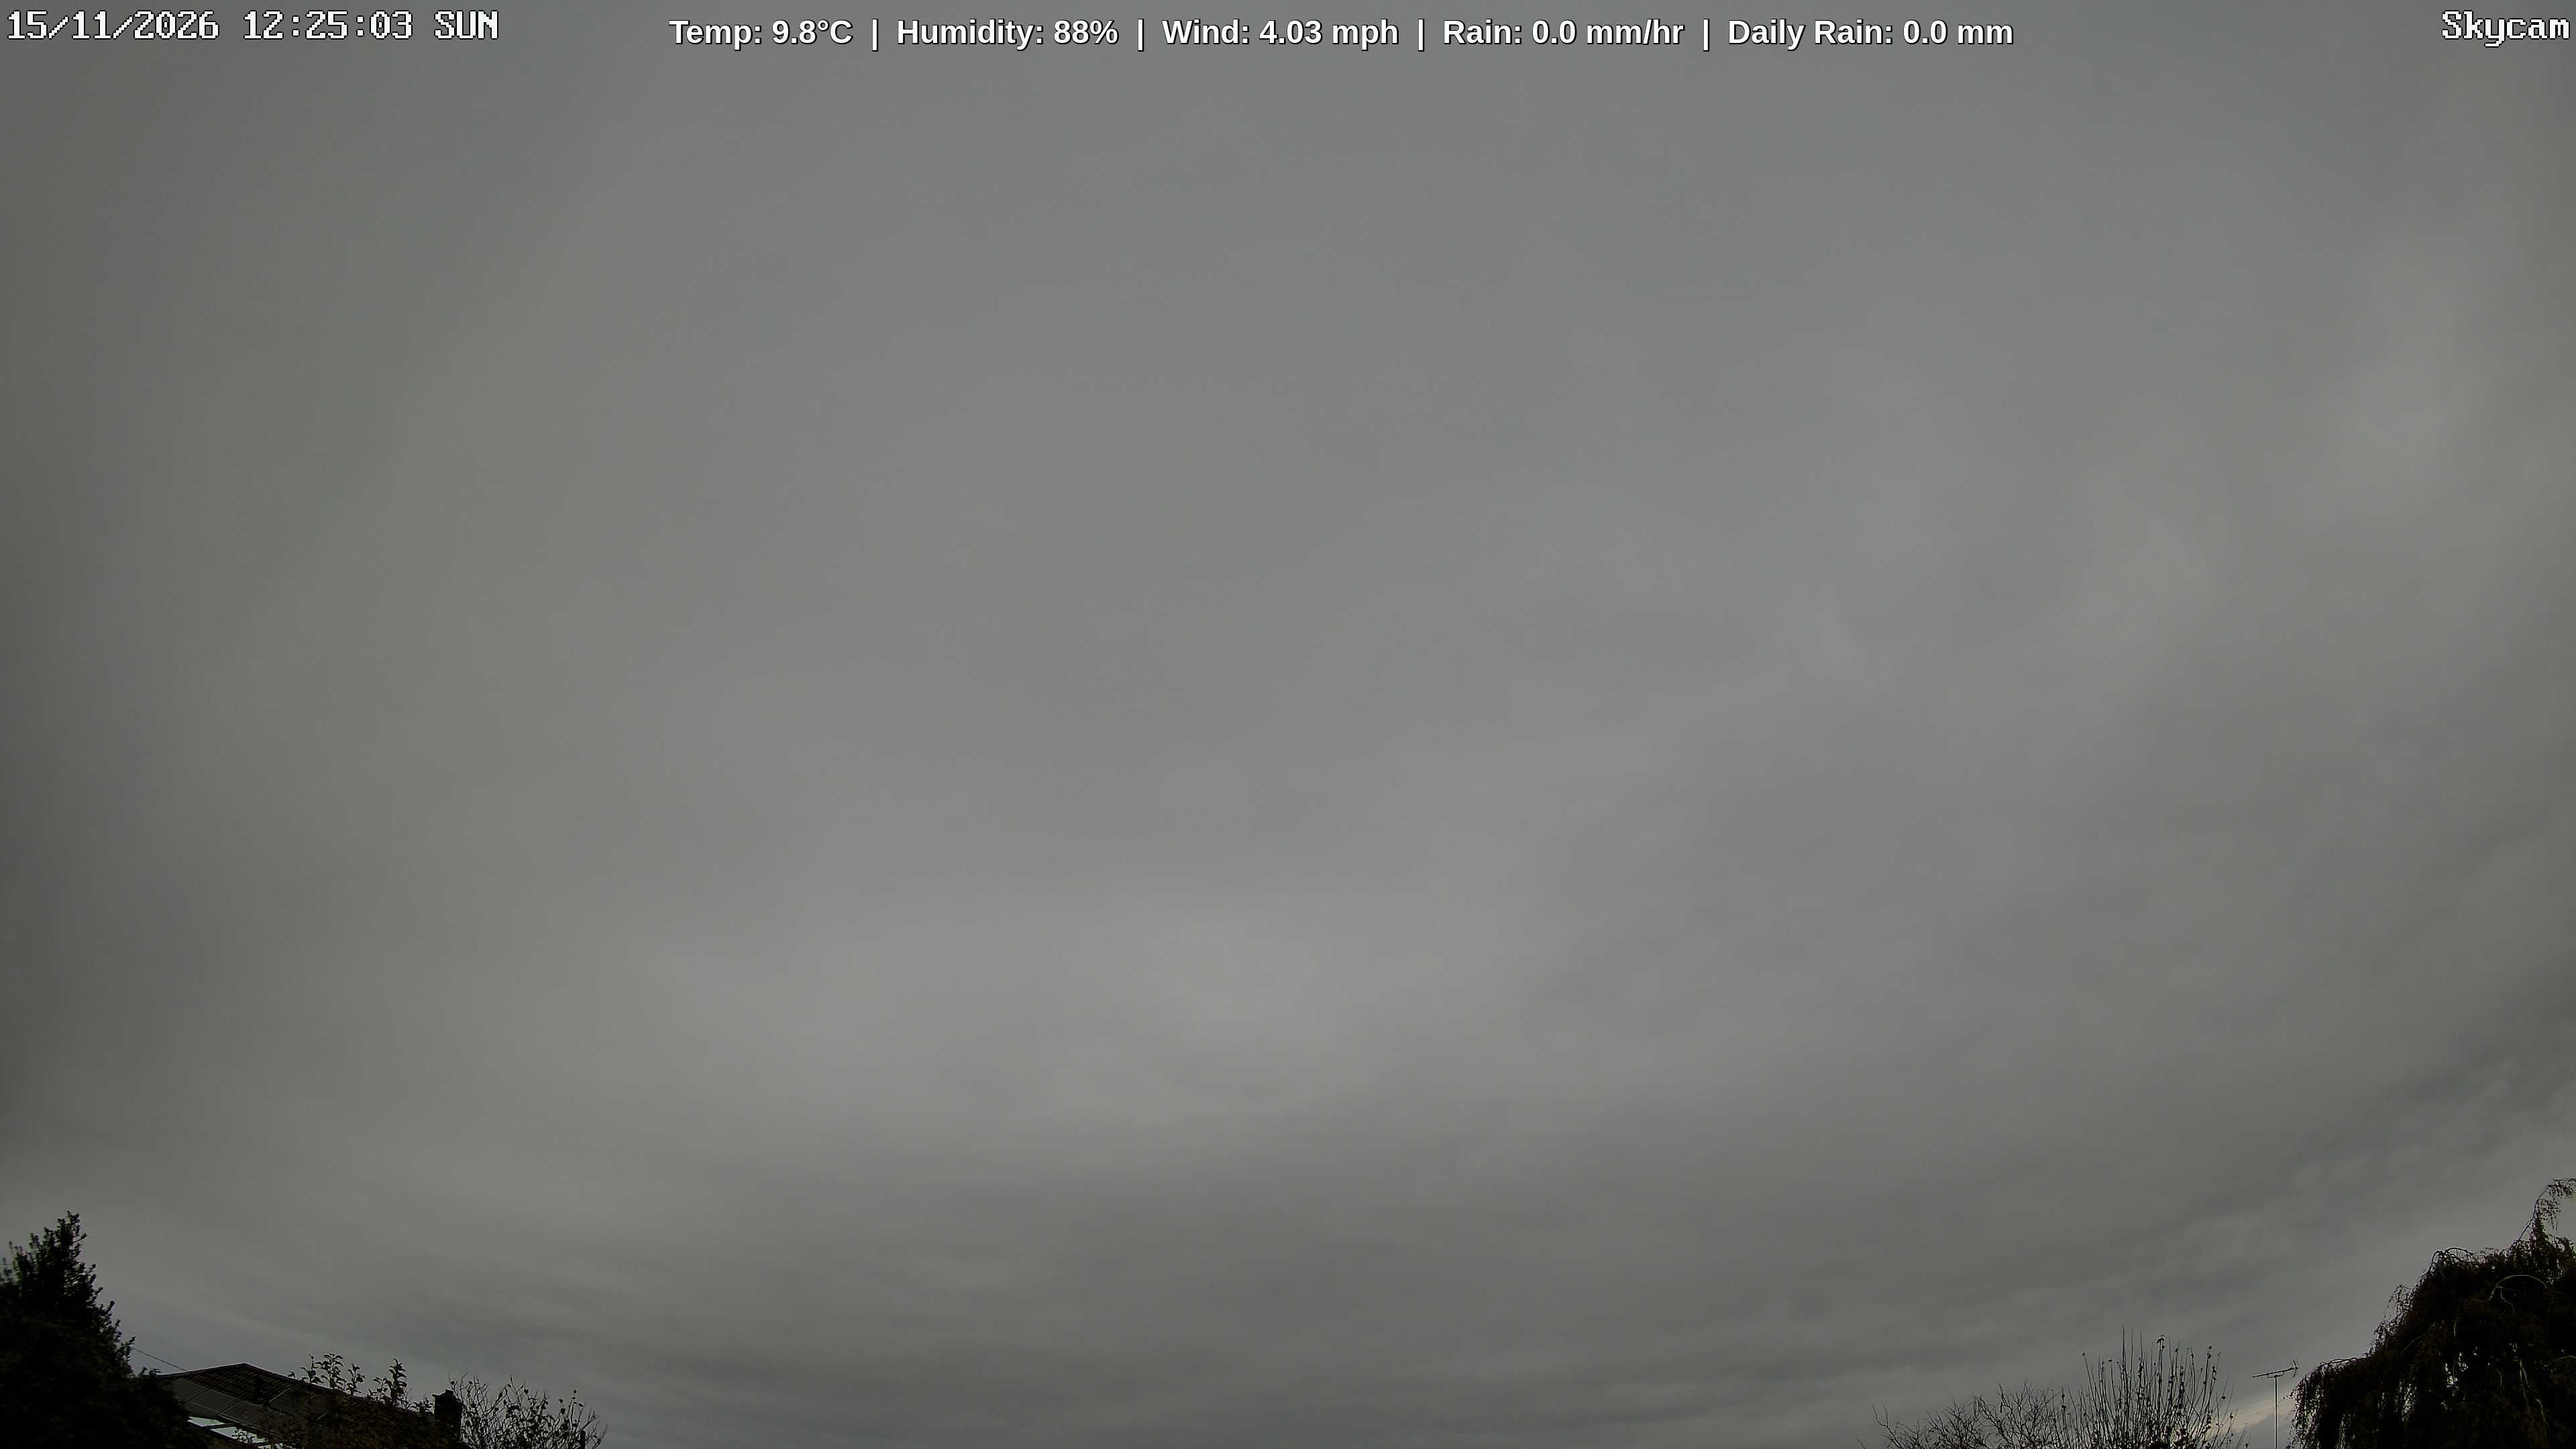 15/11/2026 12:25:03 SUN
Temp: 9.8°C | Humidity: 88% | Wind: 4.03 mph | Rain: 0.0 mm/hr | Daily Rain: 0.0 mm
Skycam